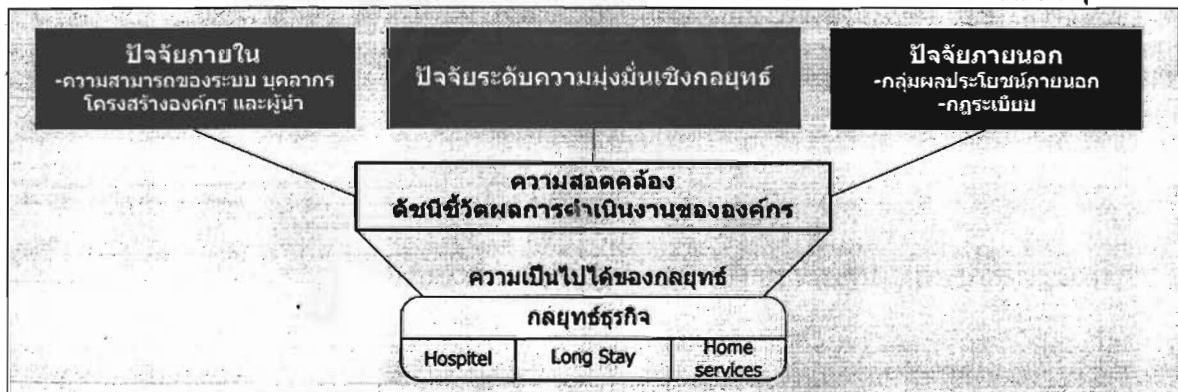 ปัจจัยภายใน
-ความสามารถของระบบ บุคลากร
โครงสร้างองค์กร และผู้นำ
ปัจจัยระดับความมุ่งมั่นเชิงกลยุทธ์
ปัจจัยภายนอก
-กลุ่มผลประโยชน์ภายนอก
-กฎระเบียบ
ความสอดคล้อง
ดัชนีชี้วัดผลการดำเนินงานขององค์กร
ความเป็นไปได้ของกลยุทธ์
กลยุทธ์ธุรกิจ
Hospitel
Long Stay
Home
services